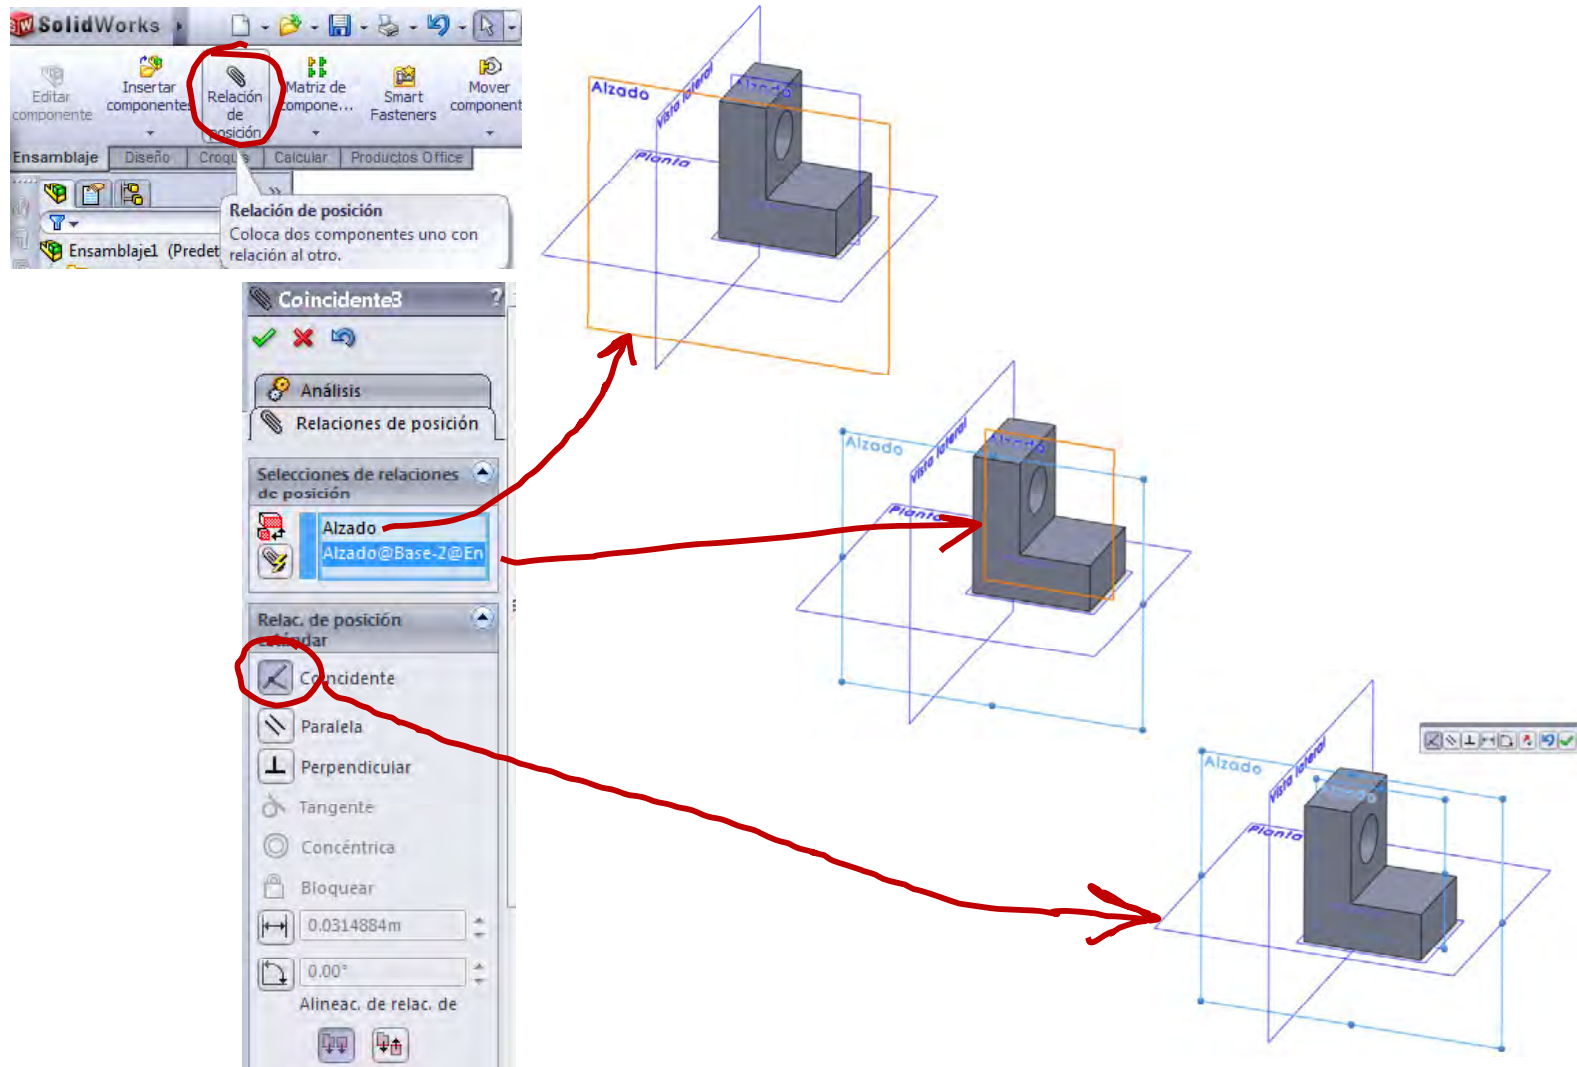 SolidWorks
Editar
componente
Insertar
componentes
Relación
de
posición
Matriz de
compone...
Smart
Fasteners
Mover
component
Ensamblaje
Diseño
Croquis
Calcular
Productos Office
Relación de posición
Coloca dos componentes uno con
relación al otro.
Ensamblaje1 (Predet
Alzado
Vista lateral
Alzado
Planta
Coincidente3 ?
Análisis
Relaciones de posición
Selecciones de relaciones
de posición
Alzado
Alzado@Base-2@En
Relac. de posición
estándar
Coincidente
Paralela
Perpendicular
Tangente
Concéntrica
Bloquear
0.0314884m
0.00°
Alineac. de relac. de
Alzado
Vista lateral
Alzado
Planta
Alzado
Vista lateral
Alzado
Planta